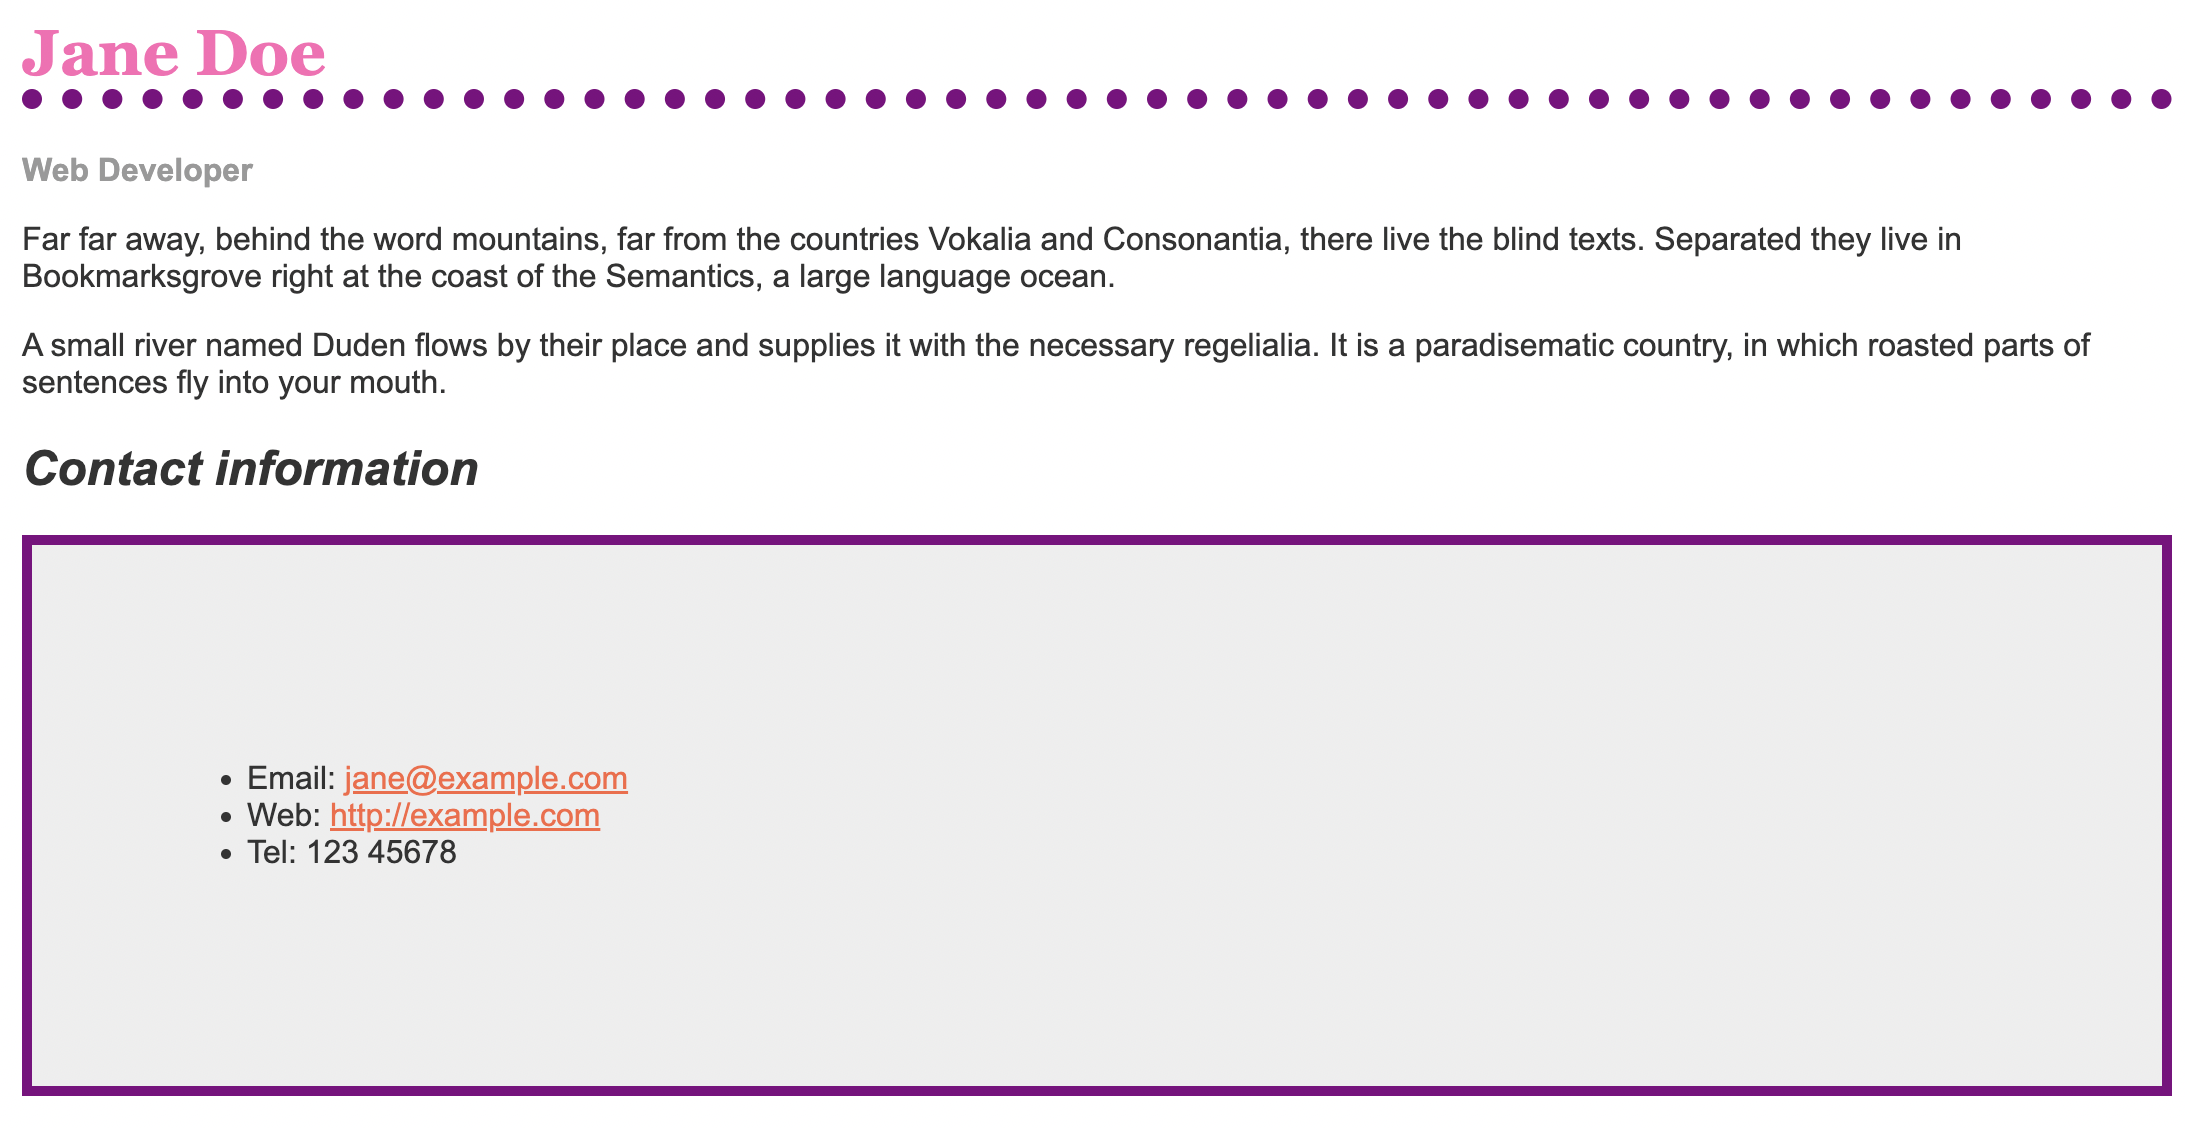 Jane Doe
Web Developer
Far far away, behind the word mountains, far from the countries Vokalia and Consonantia, there live the blind texts. Separated they live in
Bookmarksgrove right at the coast of the Semantics, a large language ocean.
A small river named Duden flows by their place and supplies it with the necessary regelialia. It is a paradisematic country, in which roasted parts of
sentences fly into your mouth.
Contact information
• Email: jane@example.com
• Web: http://example.com
• Tel: 123 45678